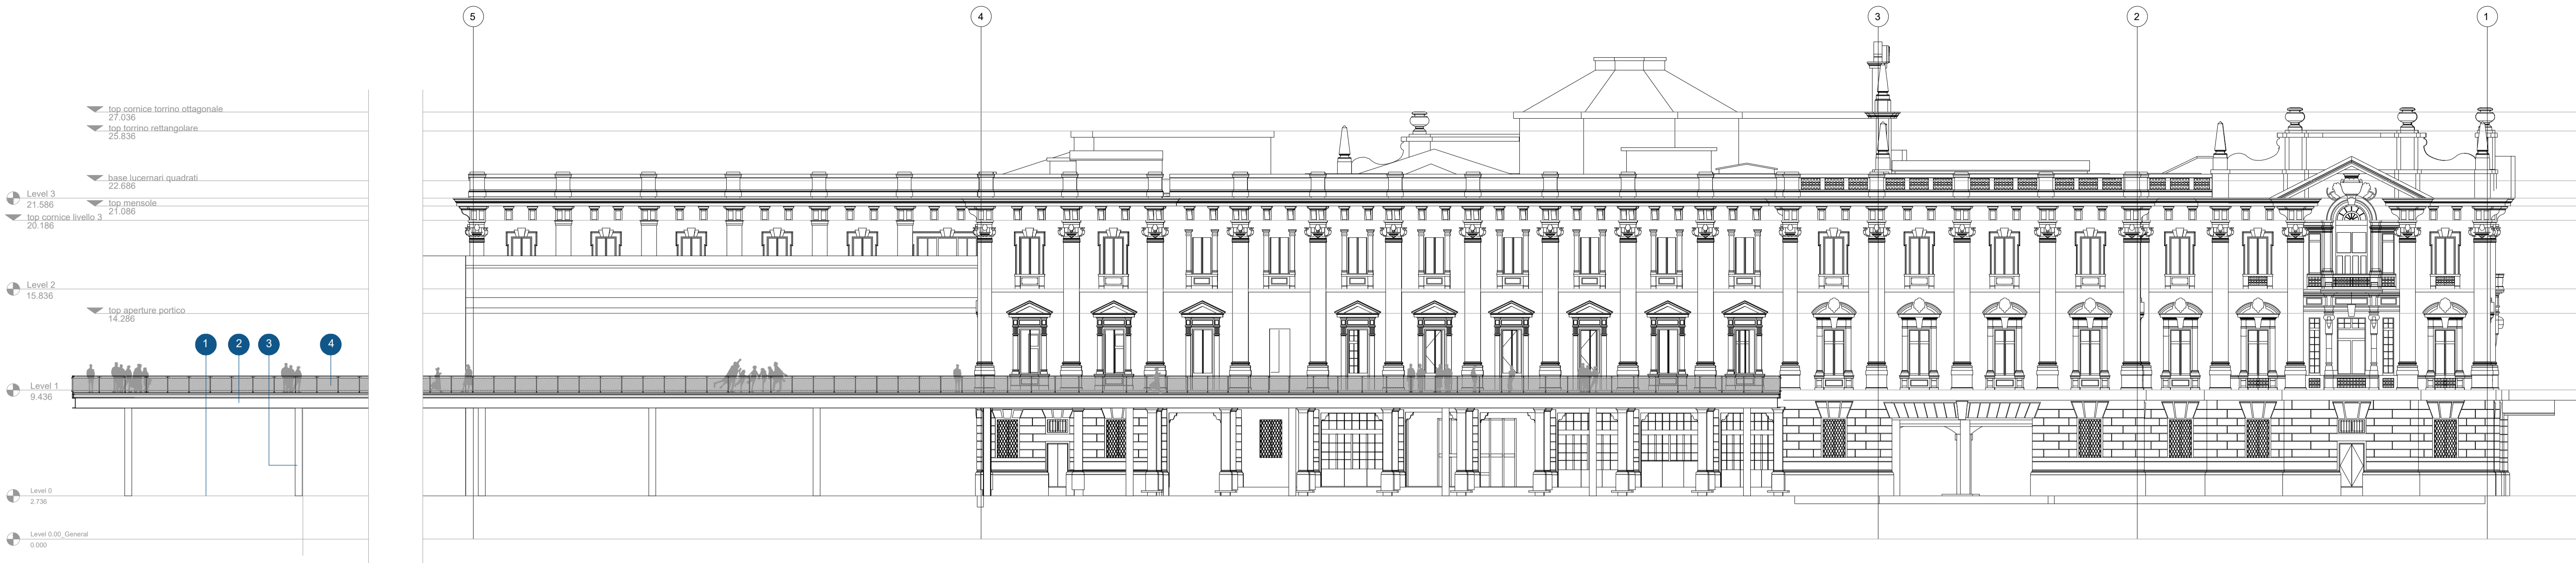 5 4 3 2 1
top cornice torrino ottagonale
27.036
top torrino rettangolare
25.836
base lucernari quadrati
22.686
Level 3
21.586
top mensole
21.086
top cornice livello 3
20.186
Level 2
15.836
top aperture portico
14.286
1 2 3 4
Level 1
9.436
Level 0
2.736
Level 0.00_General
0.000